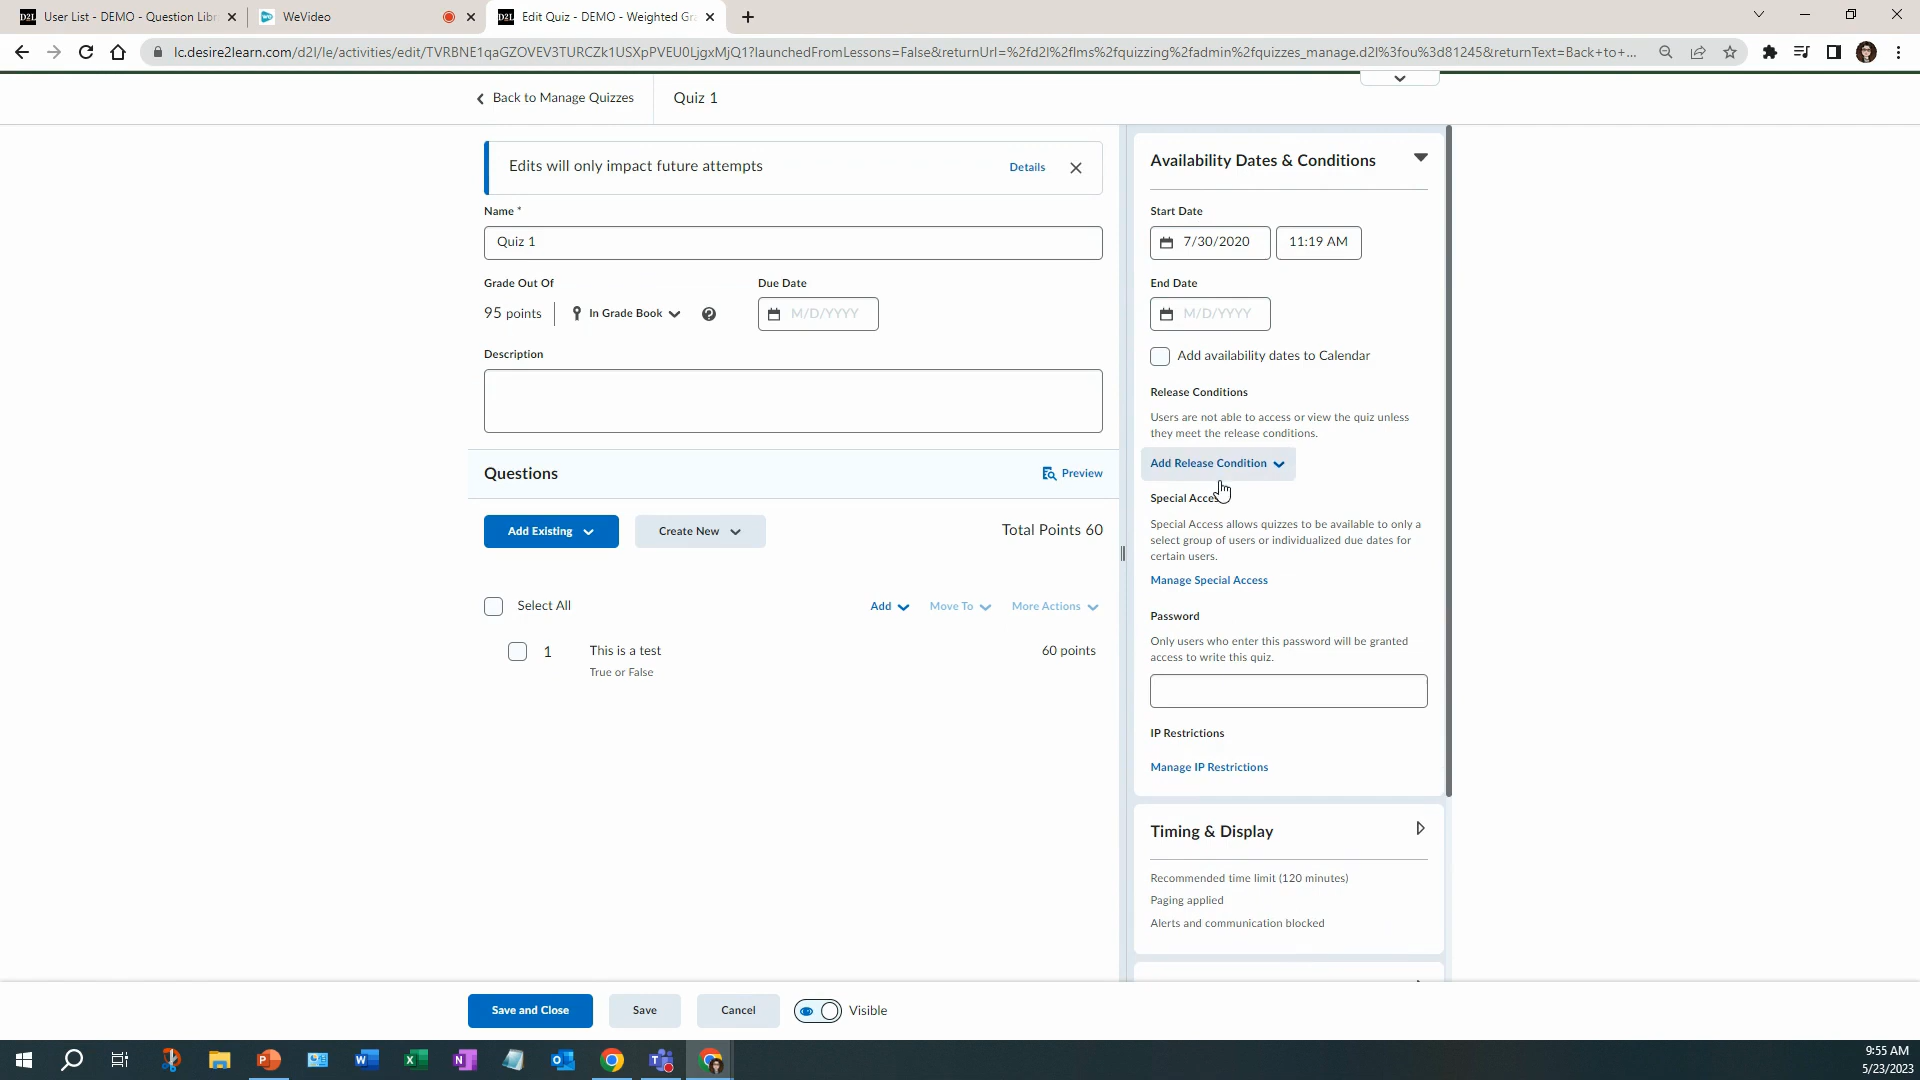 User List - DEMO - Question Libr
WeVideo
Edit Quiz - DEMO - Weighted Gr
lc.desire2learn.com/d2l/le/activities/edit/TVRBNE1qaGZOVEV3TURCZk1USXpPVEU0LjgxMjQ1?launchedFromLessons=False&returnUrl=%2fd2l%2flms%2fquizzing%2fadmin%2fquizzes_manage.d2l%3fou%3d81245&returnText=Back+to+...
Back to Manage Quizzes
Quiz 1
Edits will only impact future attempts
Details
Name *
Quiz 1
Grade Out Of
Due Date
95 points
In Grade Book
M/D/YYYY
Description
Questions
Preview
Add Existing
Create New
Total Points 60
Select All
Add
Move To
More Actions
1
This is a test
60 points
True or False
Availability Dates & Conditions
Start Date
7/30/2020
11:19 AM
End Date
M/D/YYYY
Add availability dates to Calendar
Release Conditions
Users are not able to access or view the quiz unless
they meet the release conditions.
Add Release Condition
Special Access
Special Access allows quizzes to be available to only a
select group of users or individualized due dates for
certain users.
Manage Special Access
Password
Only users who enter this password will be granted
access to write this quiz.
IP Restrictions
Manage IP Restrictions
Timing & Display
Recommended time limit (120 minutes)
Paging applied
Alerts and communication blocked
Save and Close
Save
Cancel
Visible
9:55 AM
5/23/2023